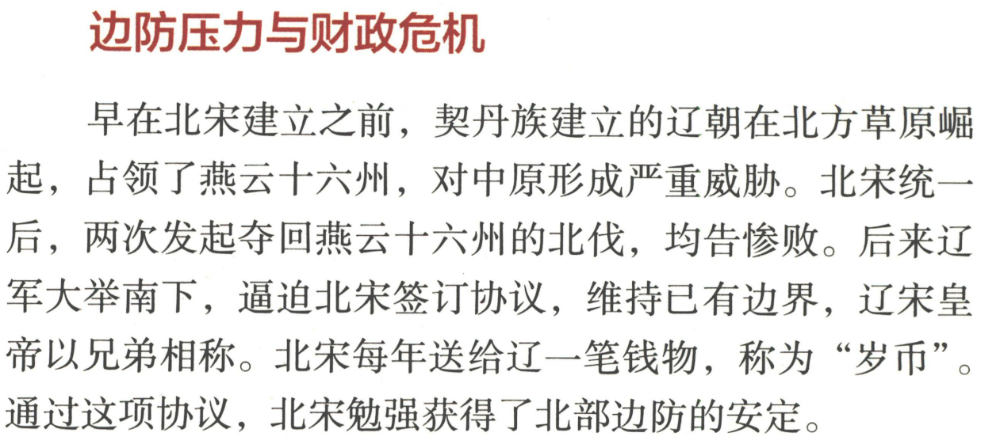 边防压力与财政危机
早在北宋建立之前，契丹族建立的辽朝在北方草原崛
起，占领了燕云十六州，对中原形成严重威胁。北宋统一
后，两次发起夺回燕云十六州的北伐，均告惨败。后来辽
军大举南下，逼迫北宋签订协议，维持已有边界，辽宋皇
帝以兄弟相称。北宋每年送给辽一笔钱物，称为“岁币”。
通过这项协议，北宋勉强获得了北部边防的安定。